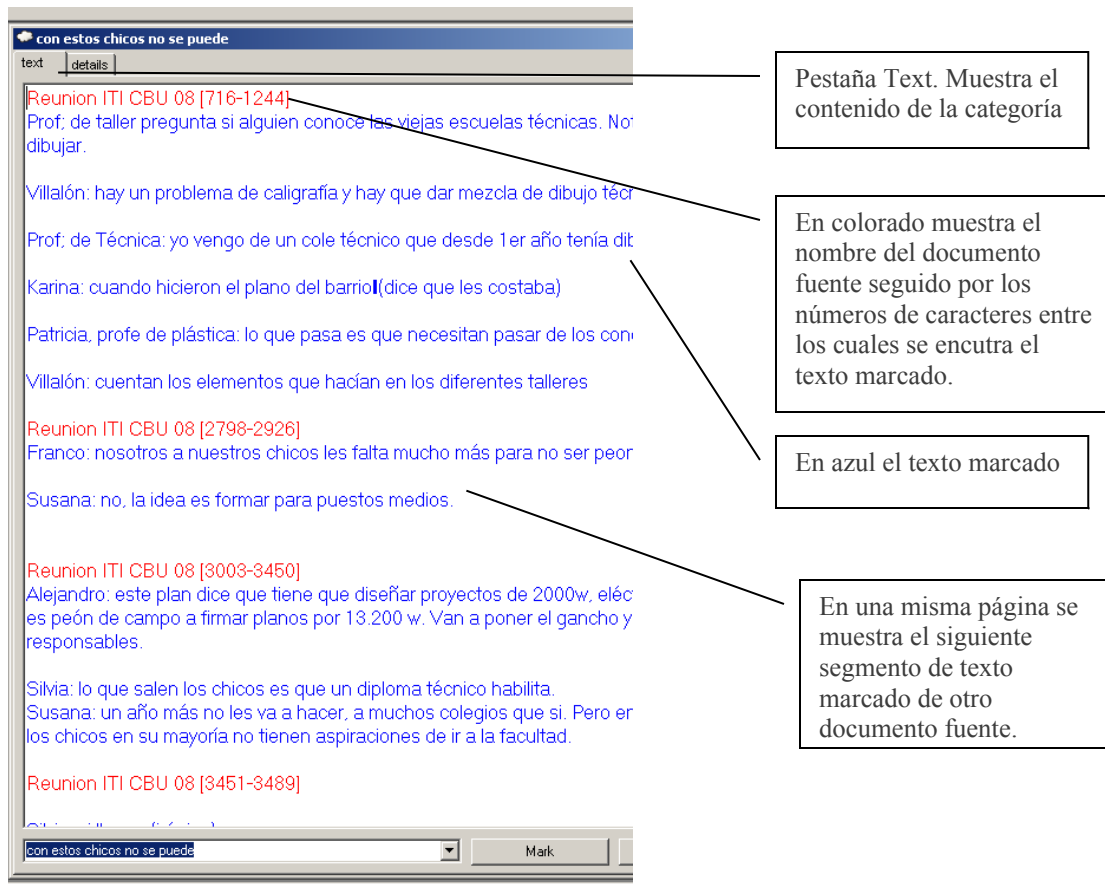 con estos chicos no se puede
text details
Reunion ITI CBU 08 [716-1244]
Prof; de taller pregunta si alguien conoce las viejas escuelas técnicas. Not
dibujar.
Villalón: hay un problema de caligrafía y hay que dar mezcla de dibujo técn
Prof; de Técnica: yo vengo de un cole técnico que desde 1er año tenía dib
Karina: cuando hicieron el plano del barrio (dice que les costaba)
Patricia, profe de plástica: lo que pasa es que necesitan pasar de los con
Villalón: cuentan los elementos que hacían en los diferentes talleres
Reunion ITI CBU 08 [2798-2926]
Franco: nosotros a nuestros chicos les falta mucho más para no ser peor
Susana: no, la idea es formar para puestos medios.
Reunion ITI CBU 08 [3003-3450]
Alejandro: este plan dice que tiene que diseñar proyectos de 2000w, eléc
es peón de campo a firmar planos por 13.200 w. Van a poner el gancho y
responsables.
Silvia: lo que salen los chicos es que un diploma técnico habilita.
Susana: un año más no les va a hacer, a muchos colegios que si. Pero en
los chicos en su mayoría no tienen aspiraciones de ir a la facultad.
Reunion ITI CBU 08 [3451-3489]
con estos chicos no se puede
Mark
Pestaña Text. Muestra el
contenido de la categoría
En colorado muestra el
nombre del documento
fuente seguido por los
números de caracteres entre
los cuales se encutra el
texto marcado.
En azul el texto marcado
En una misma página se
muestra el siguiente
segmento de texto
marcado de otro
documento fuente.